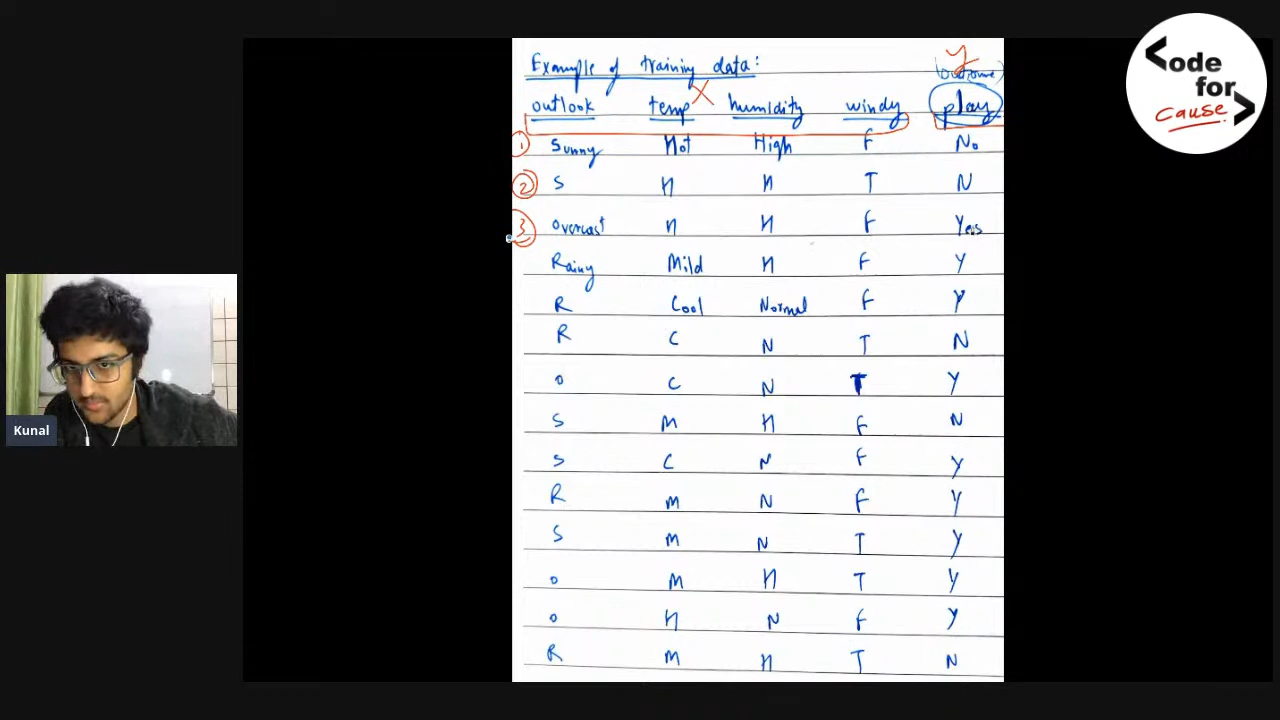 <ode
for
cause>
Example of training data:
y
(outcome)
X
outlook temp humidity windy play
1 Sunny Hot High F No
2 S H H T N
3 Overcast H H F Yes
Rainy Mild H F Y
R Cool Normal F Y
R C N T N
O C N T Y
S M H F N
S C N F Y
R M N F Y
S M N T Y
O M H T Y
O H N F Y
R M H T N
Kunal